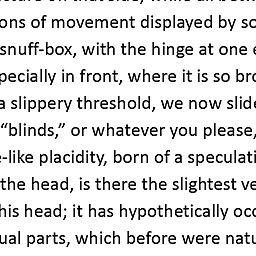 ons of movement displayed by so
snuff-box, with the hinge at one
pecially in front, where it is so bro
a slippery threshold, we now slid
“blinds,” or whatever you please,
-like placidity, born of a speculati
the head, is there the slightest ve
his head; it has hypothetically occ
ual parts, which before were natu